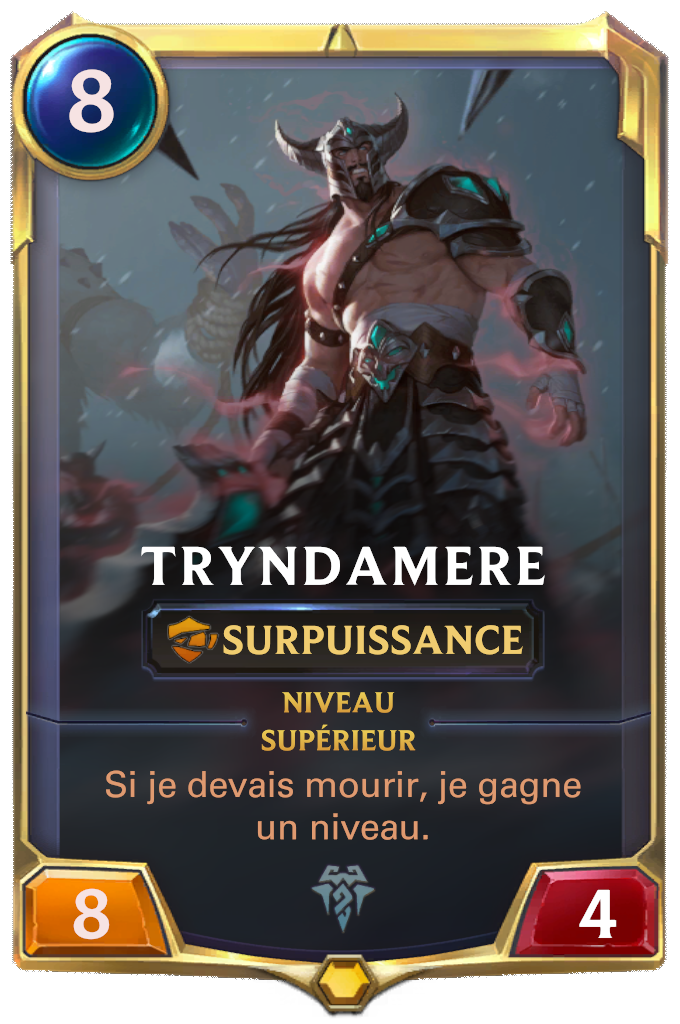 8
TRYNDAMERE
SURPUISSANCE
NIVEAU
SUPÉRIEUR
Si je devais mourir, je gagne
un niveau.
8
4